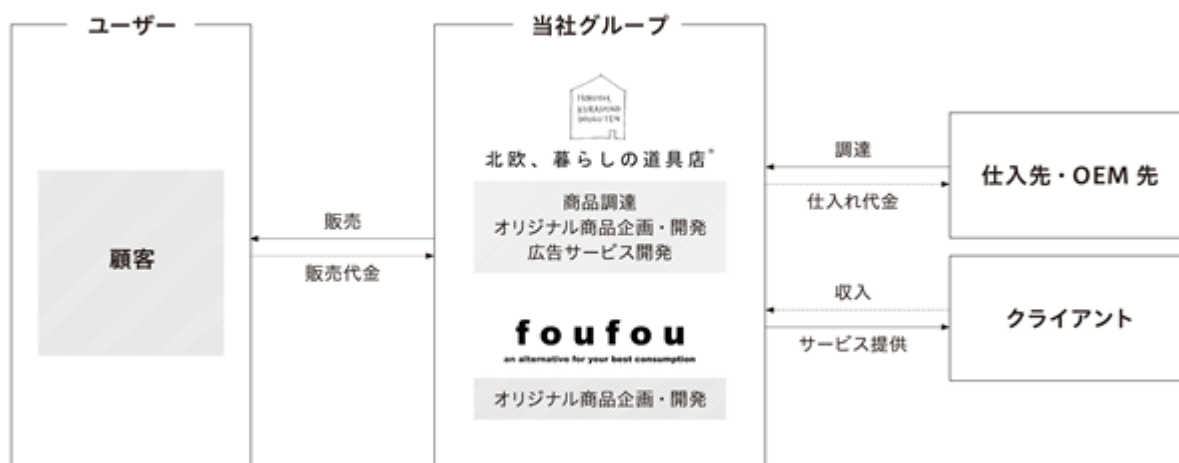 ユーザー
顧客
販売
販売代金
当社グループ
HOKUOH,
KURASHINO
DOUGUTEN
北欧、暮らしの道具店®
商品調達
オリジナル商品企画・開発
広告サービス開発
foufou
an alternative for your best consumption
オリジナル商品企画・開発
調達
仕入れ代金
仕入先・OEM 先
収入
サービス提供
クライアント